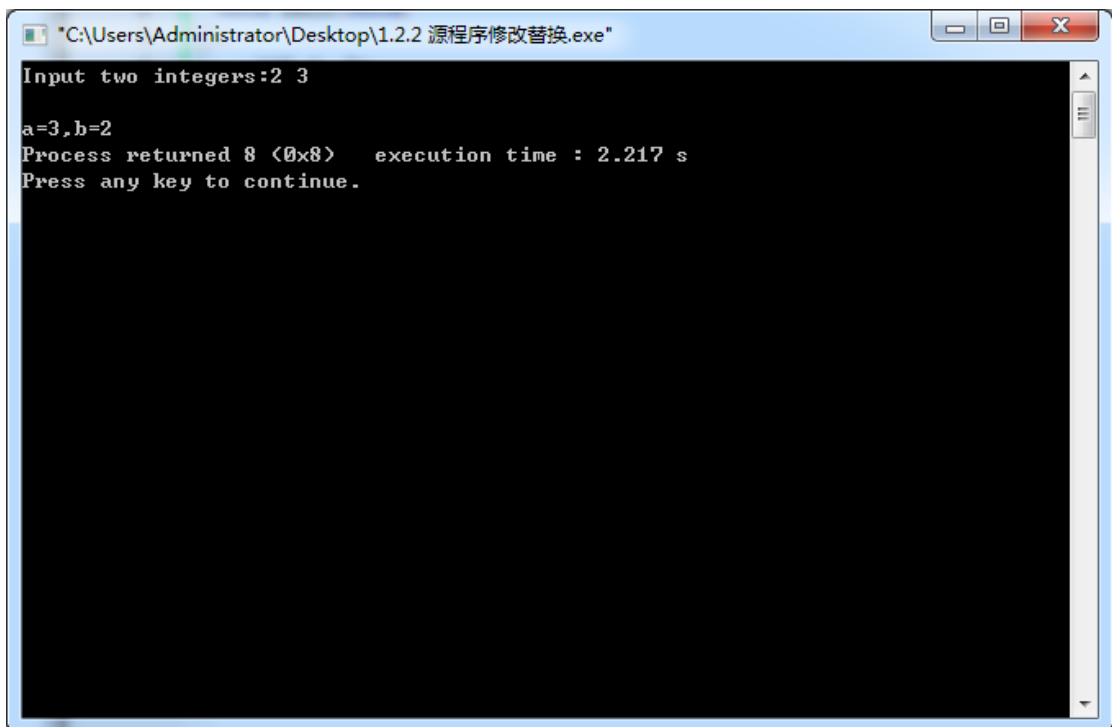 "C:\Users\Administrator\Desktop\1.2.2 源程序修改替换.exe"
Input two integers:2 3
a=3,b=2
Process returned 8 (0x8)   execution time : 2.217 s
Press any key to continue.